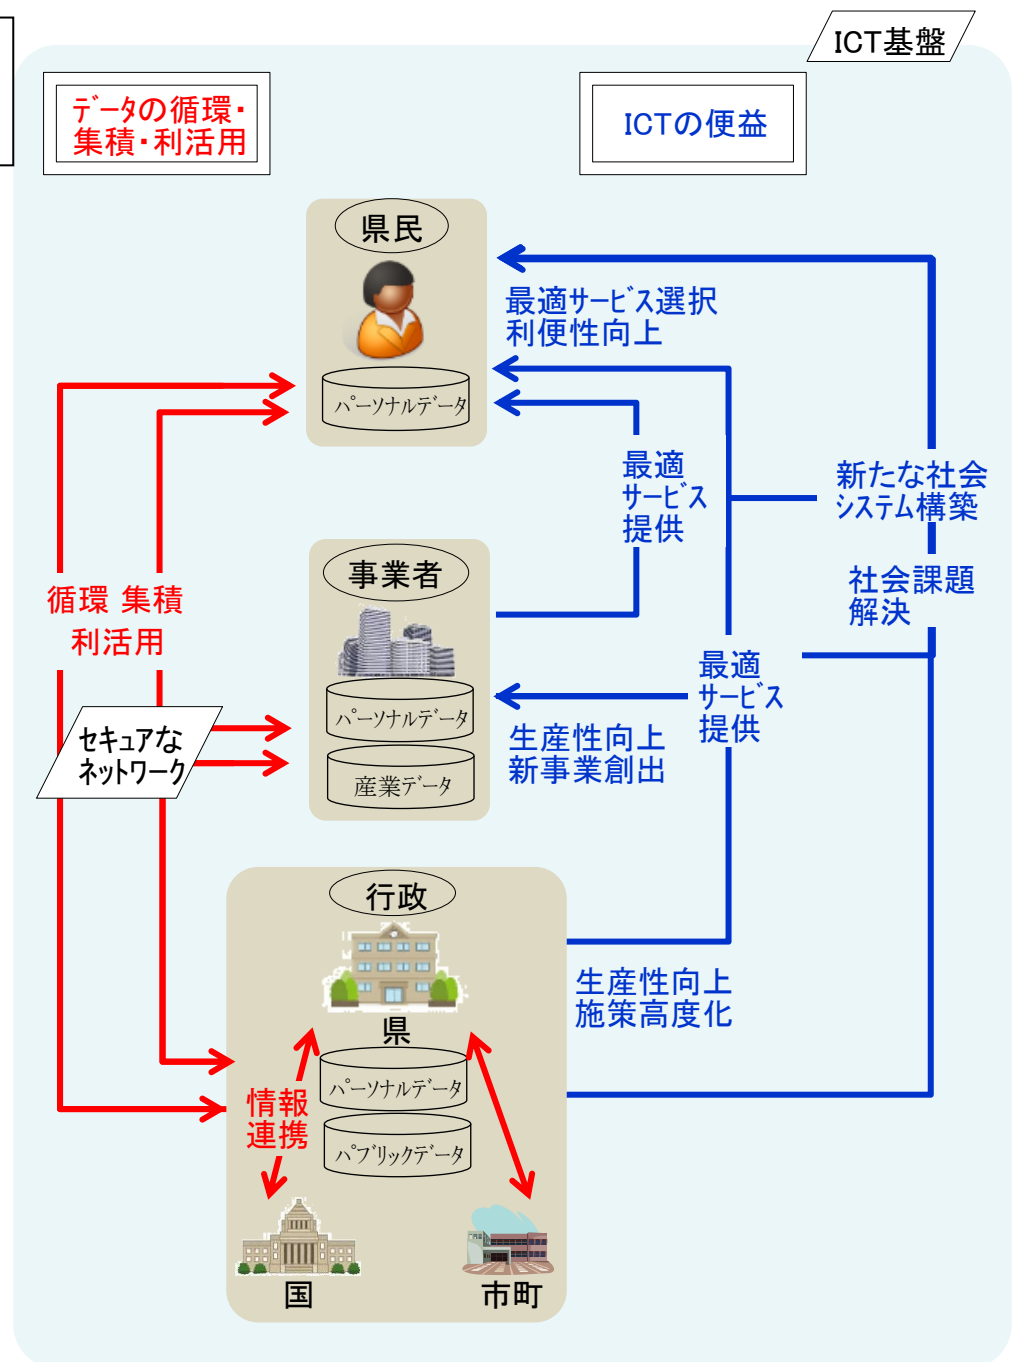 ICT基盤
データの循環・
集積・利活用
ICTの便益
県民
パーソナルデータ
最適サービス選択
利便性向上
最適
サービス
提供
新たな社会
システム構築
社会課題
解決
循環 集積
利活用
事業者
パーソナルデータ
産業データ
最適
サービス
提供
生産性向上
新事業創出
セキュアな
ネットワーク
行政
県
生産性向上
施策高度化
パーソナルデータ
パブリックデータ
情報
連携
国
市町